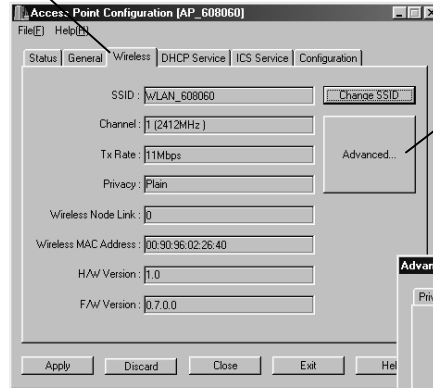 Access Point Configuration [AP_608060]
File(F) Help(H)
Status General Wireless DHCP Service ICS Service Configuration
SSID : WLAN_608060 Change SSID
Channel : 1 (2412MHz )
Tx Rate : 11Mbps Advanced...
Privacy : Plain
Wireless Node Link : 0
Wireless MAC Address : 00:90:96:02:26:40
H/W Version : 1.0
F/W Version : 0.7.0.0
Advan
Priv
Apply Discard Close Exit Hel